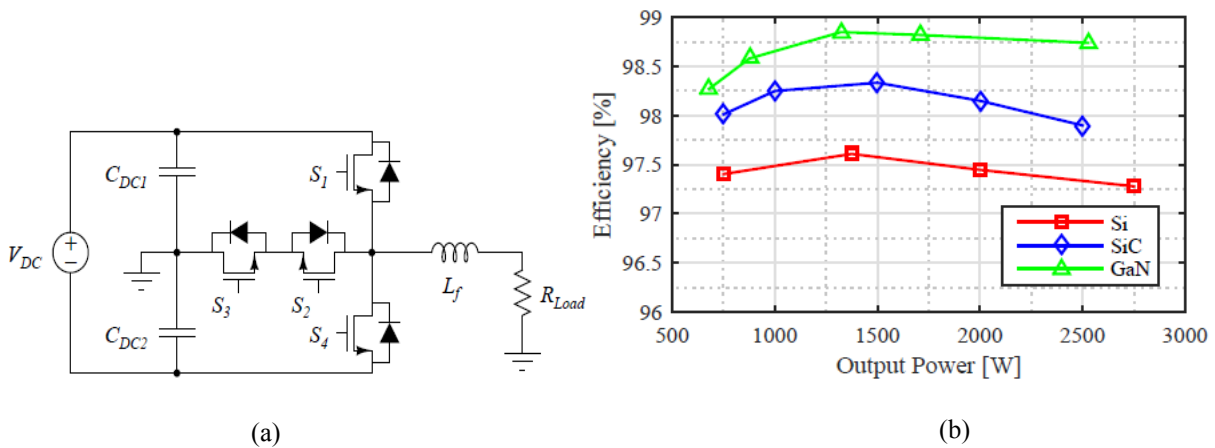 V_DC
C_DC1
C_DC2
S_1
S_3
S_2
S_4
L_f
R_Load
(a)
Efficiency [%]
99
98.5
98
97.5
97
96.5
96
500 1000 1500 2000 2500 3000
Output Power [W]
Si
SiC
GaN
(b)